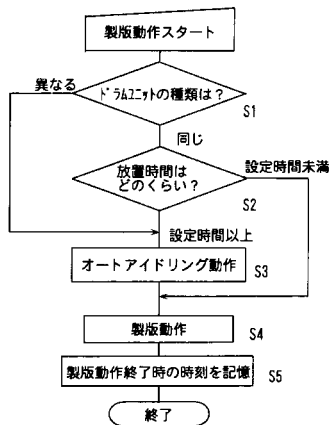 製版動作スタート
異なる
ドラムユニットの種類は？
S1
同じ
放置時間は
どのくらい？
設定時間未満
S2
設定時間以上
オートアイドリング動作
S3
製版動作
S4
製版動作終了時の時刻を記憶
S5
終了